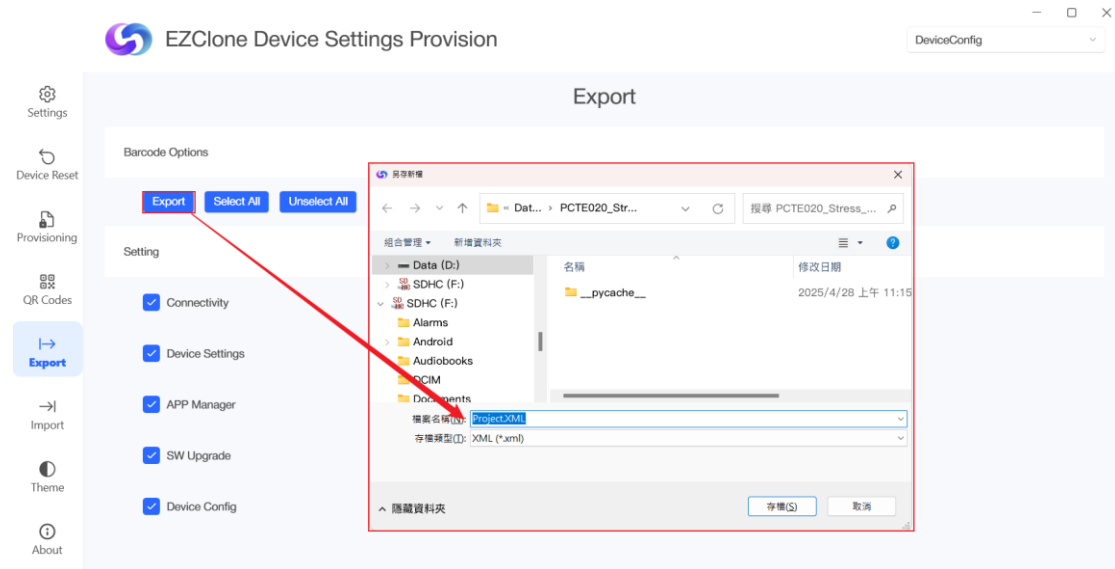 EZClone Device Settings Provision
DeviceConfig
Settings
Device Reset
Provisioning
QR Codes
Export
Import
Theme
About
Export
Barcode Options
Export Select All Unselect All
Setting
Connectivity
Device Settings
APP Manager
SW Upgrade
Device Config
另存新檔
« Dat... › PCTE020_Str...
搜尋 PCTE020_Stress_...
組合管理 新增資料夾
Data (D:)
SDHC (F:)
SDHC (F:)
Alarms
Android
Audiobooks
DCIM
Documents
名稱 修改日期
__pycache__ 2025/4/28 上午 11:15
檔案名稱(N): Project.XML
存檔類型(T): XML (*.xml)
隱藏資料夾
存檔(S) 取消